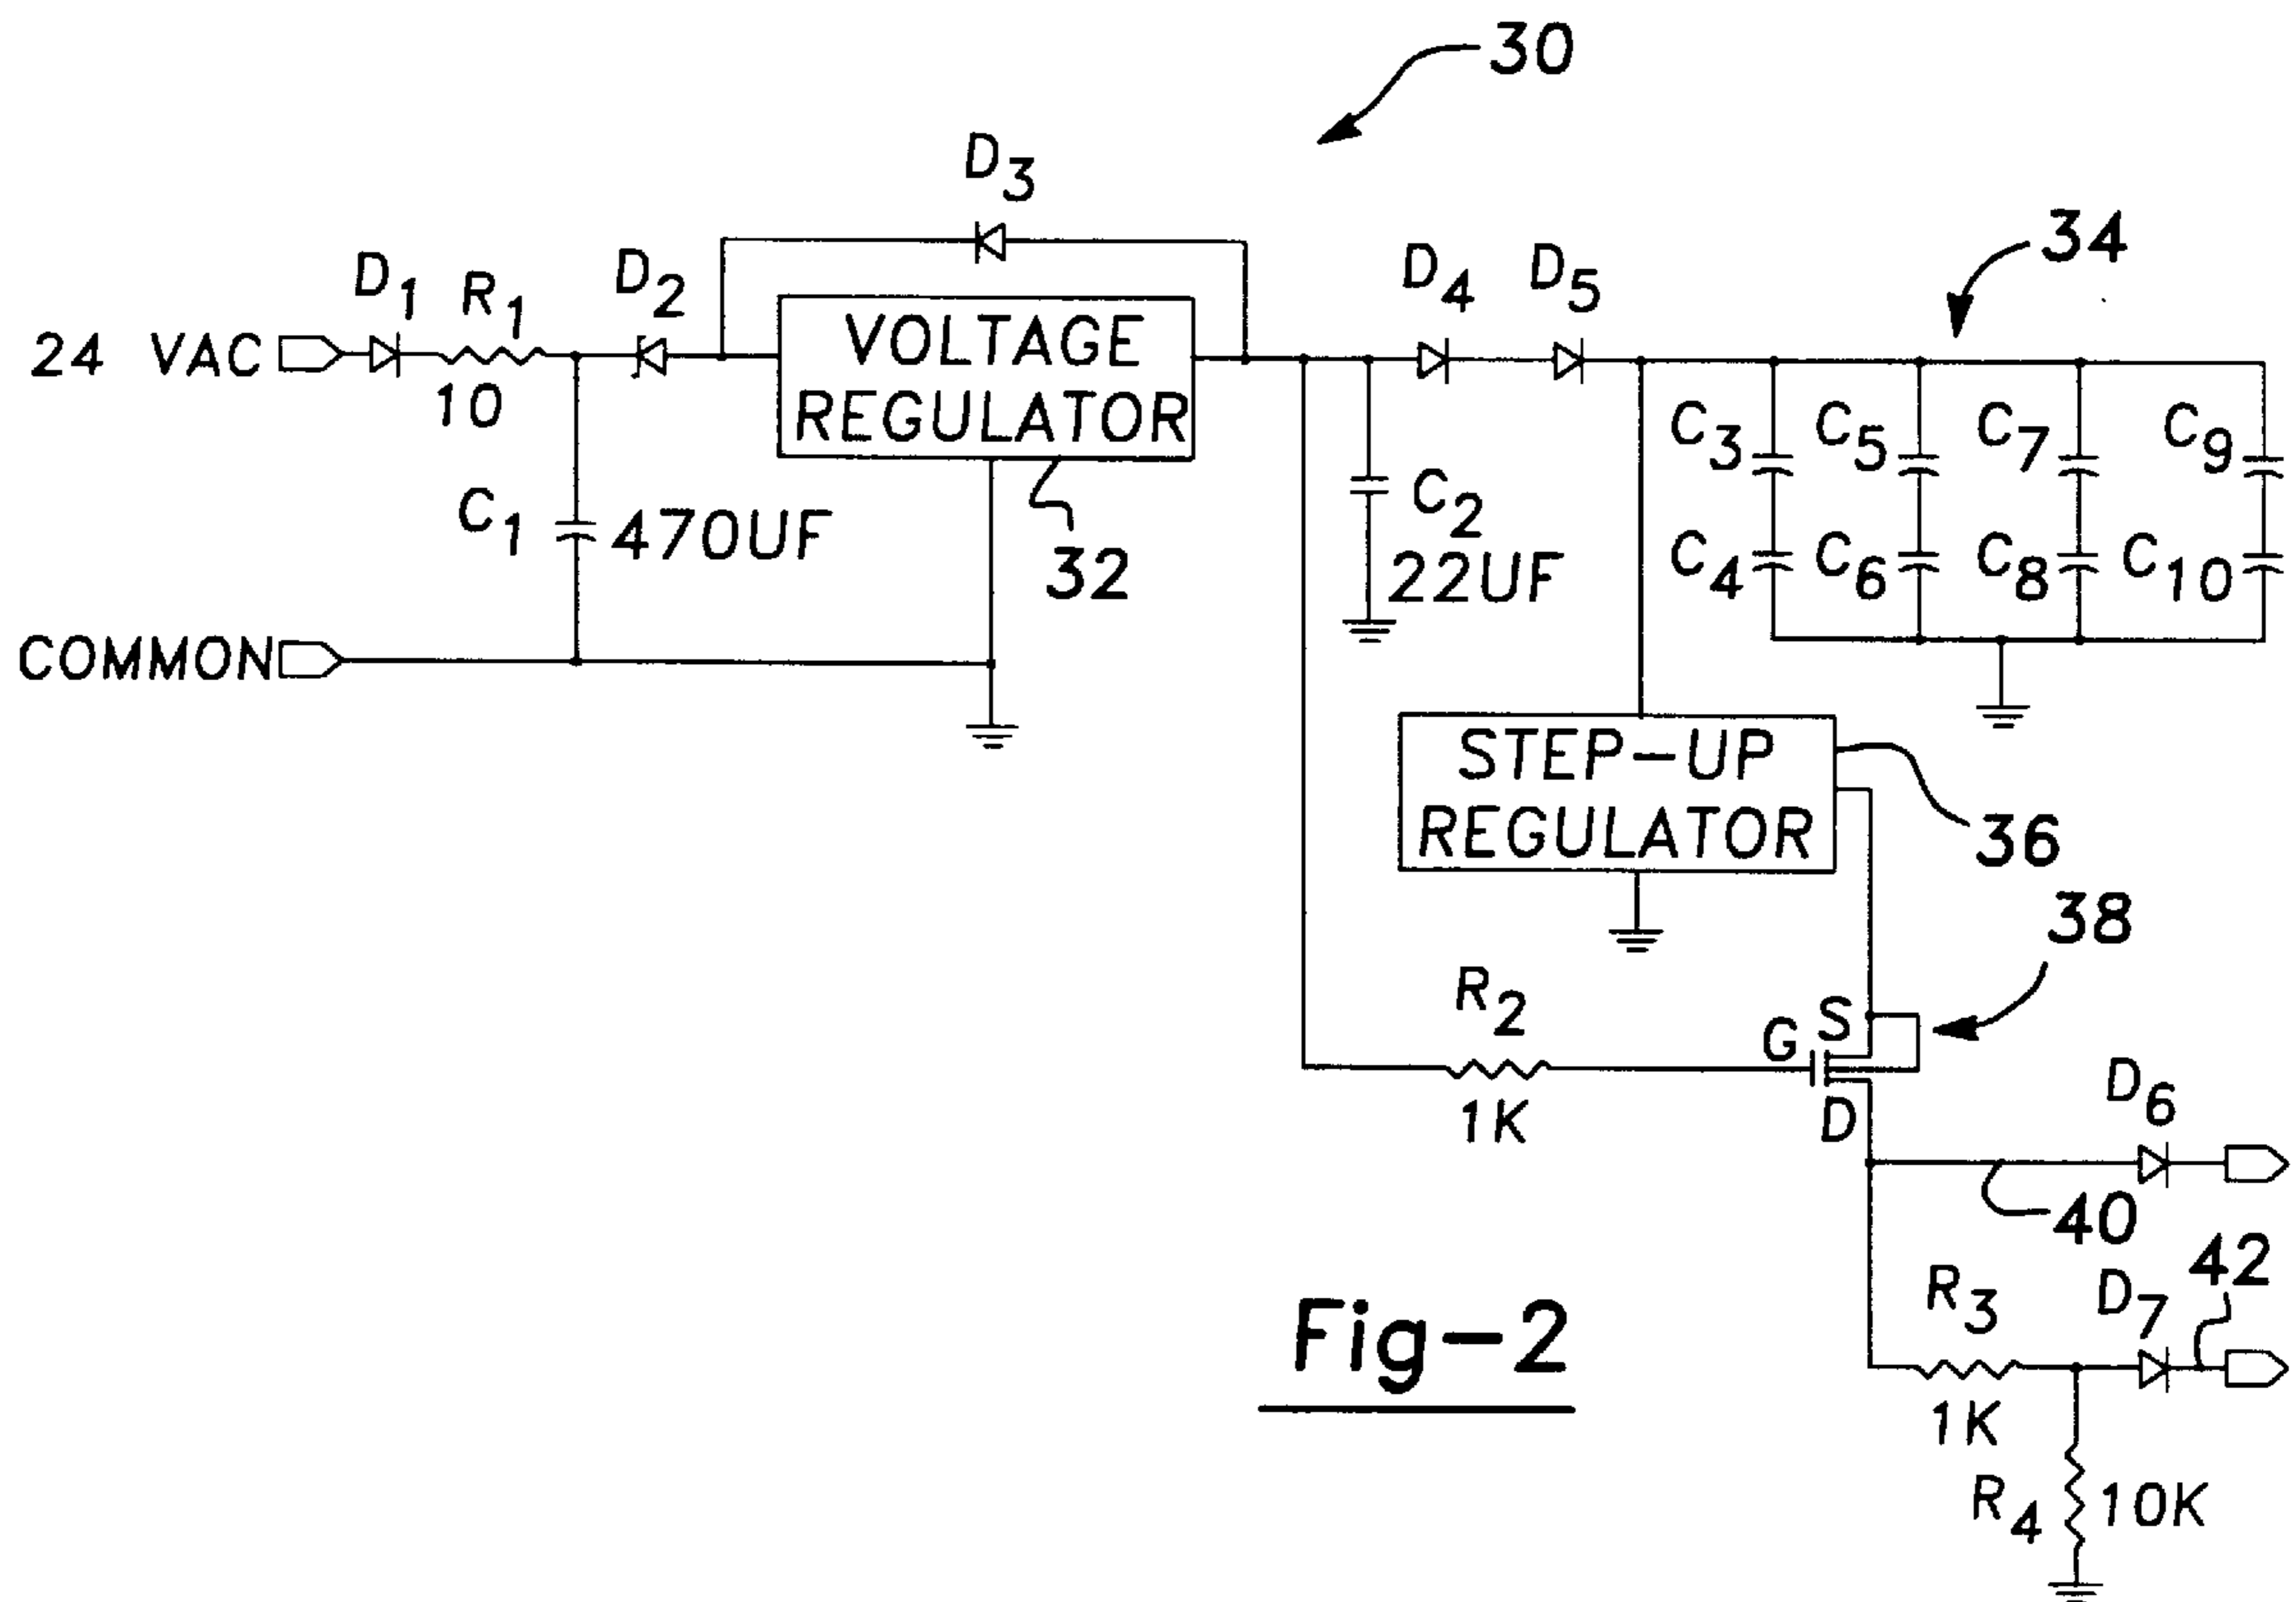 30
D3
34
D1 R1 D2
D4 D5
24 VAC
10
VOLTAGE
REGULATOR
C3 C5 C7 C9
C1 470UF
C2
22UF
32
C4 C6 C8 C10
COMMON
STEP-UP
REGULATOR
36
38
R2
1K
G S
D
D6
40
42
R3 D7
1K
Fig-2
R4 10K